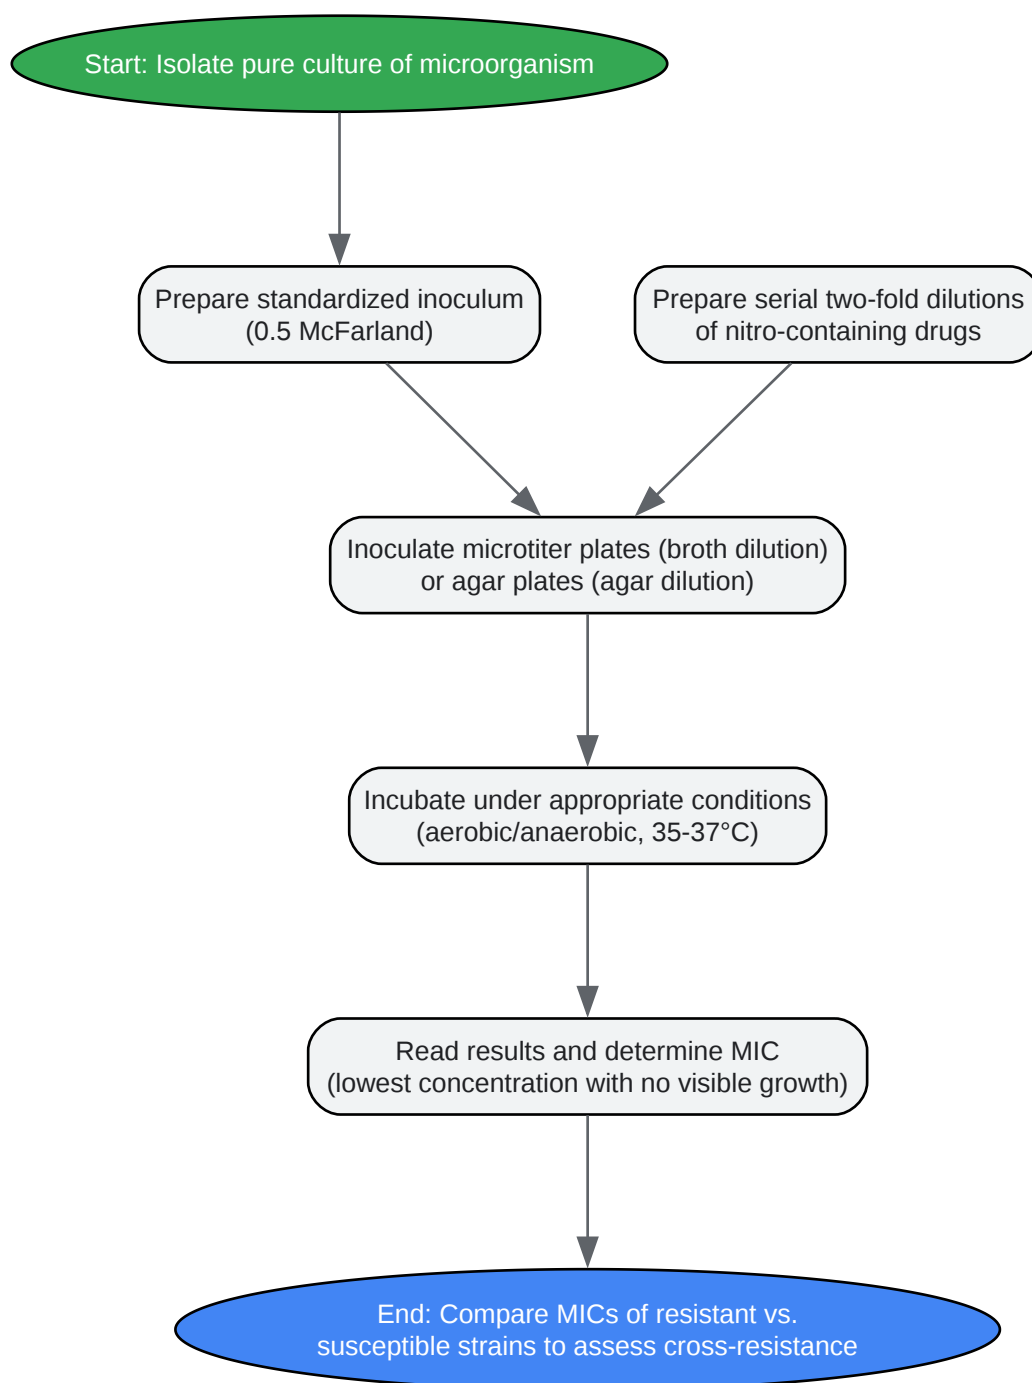 Start: Isolate pure culture of microorganism
Prepare standardized inoculum
(0.5 McFarland)
Prepare serial two-fold dilutions
of nitro-containing drugs
Inoculate microtiter plates (broth dilution)
or agar plates (agar dilution)
Incubate under appropriate conditions
(aerobic/anaerobic, 35-37°C)
Read results and determine MIC
(lowest concentration with no visible growth)
End: Compare MICs of resistant vs.
susceptible strains to assess cross-resistance